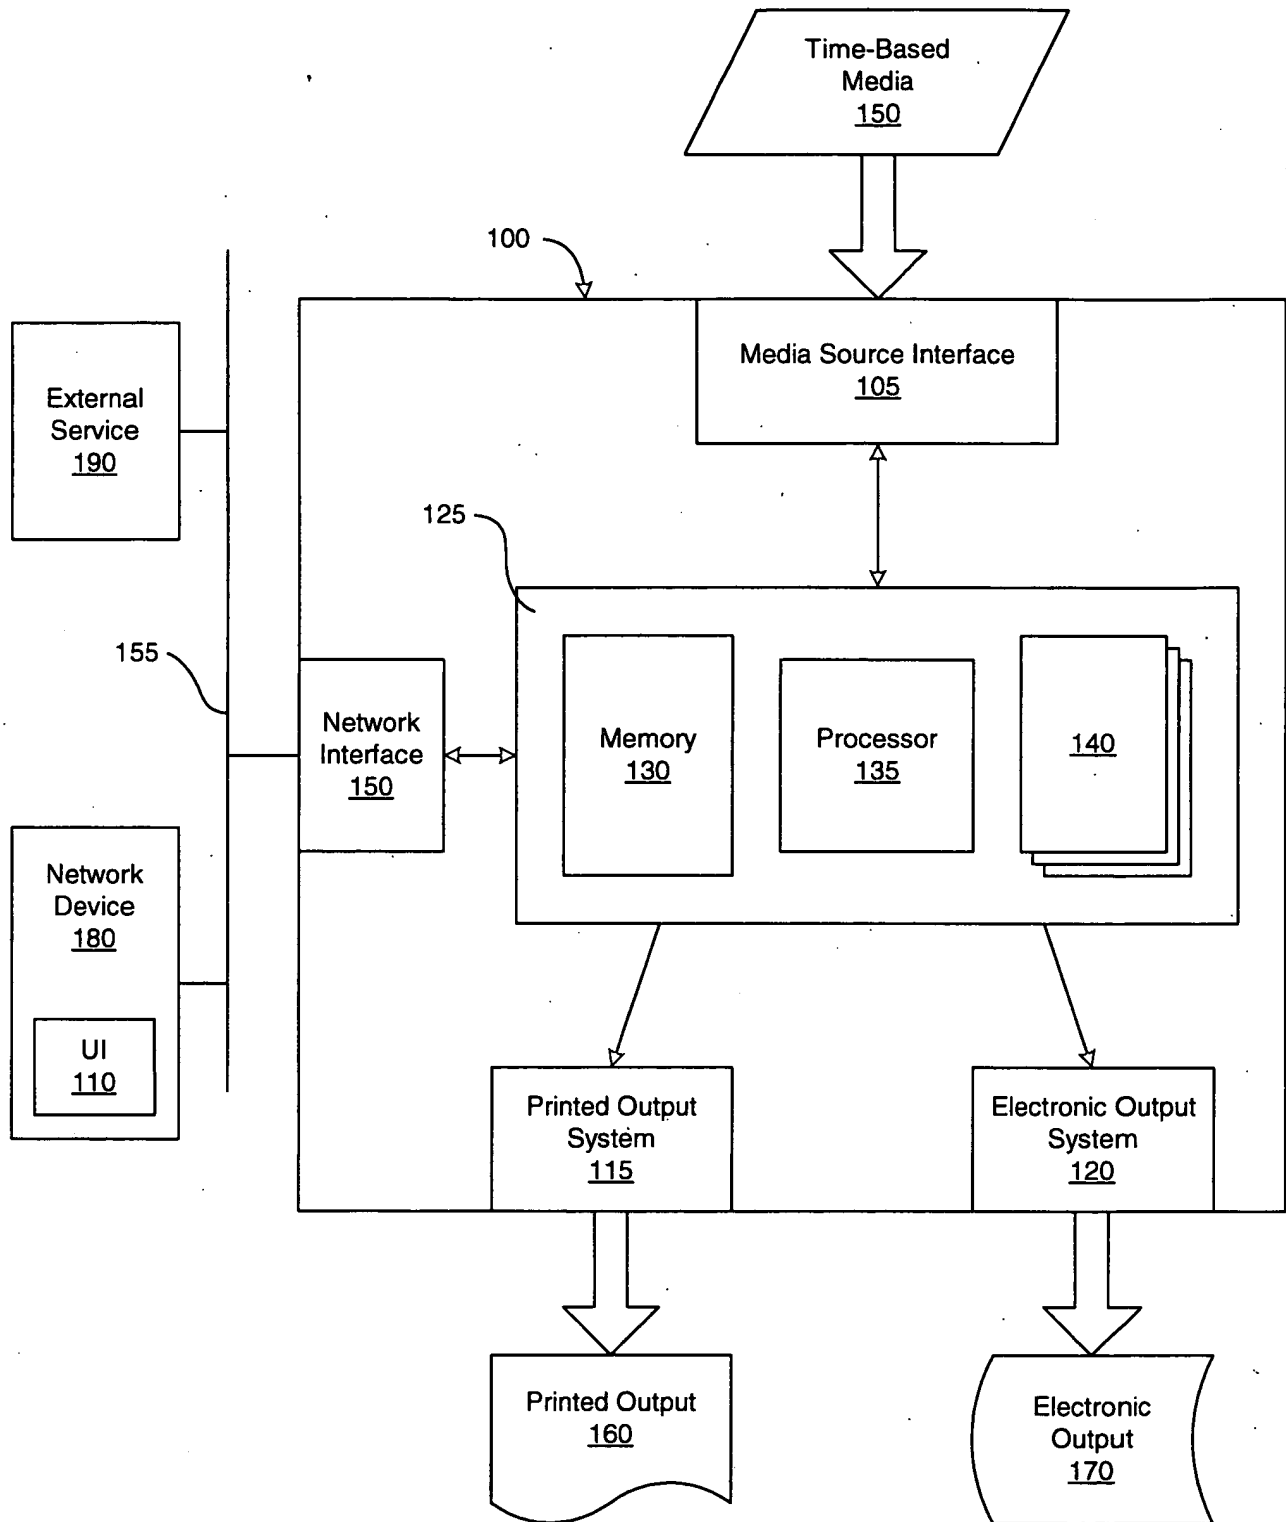 Time-Based
Media
150
100
Media Source Interface
105
External
Service
190
125
155
Network
Interface
150
Memory
130
Processor
135
140
Network
Device
180
UI
110
Printed Output
System
115
Electronic Output
System
120
Printed Output
160
Electronic
Output
170